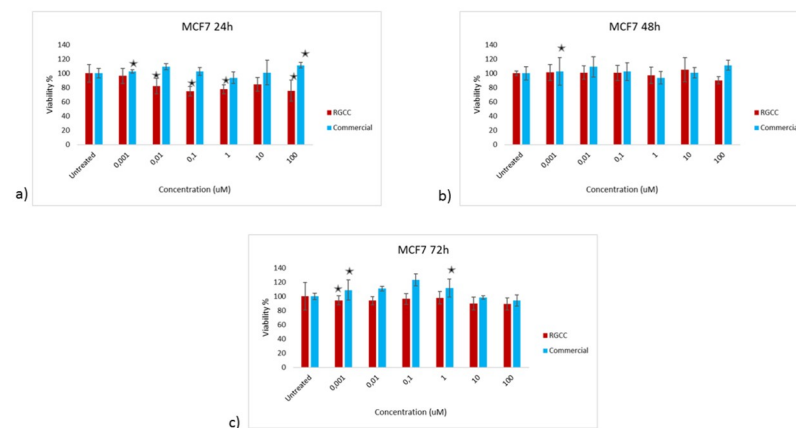 MCF7 24h
140
120
100
80
60
40
20
0
Viability %
Untreated
0,001
0,01
0,1
1
10
100
Concentration (uM)
RGCC
Commercial
a)
MCF7 48h
140
120
100
80
60
40
20
0
Viability %
Untreated
0,001
0,01
0,1
1
10
100
Concentration (uM)
RGCC
Commercial
b)
MCF7 72h
140
120
100
80
60
40
20
0
Viability %
Untreated
0,001
0,01
0,1
1
10
100
Concentration (uM)
RGCC
Commercial
c)